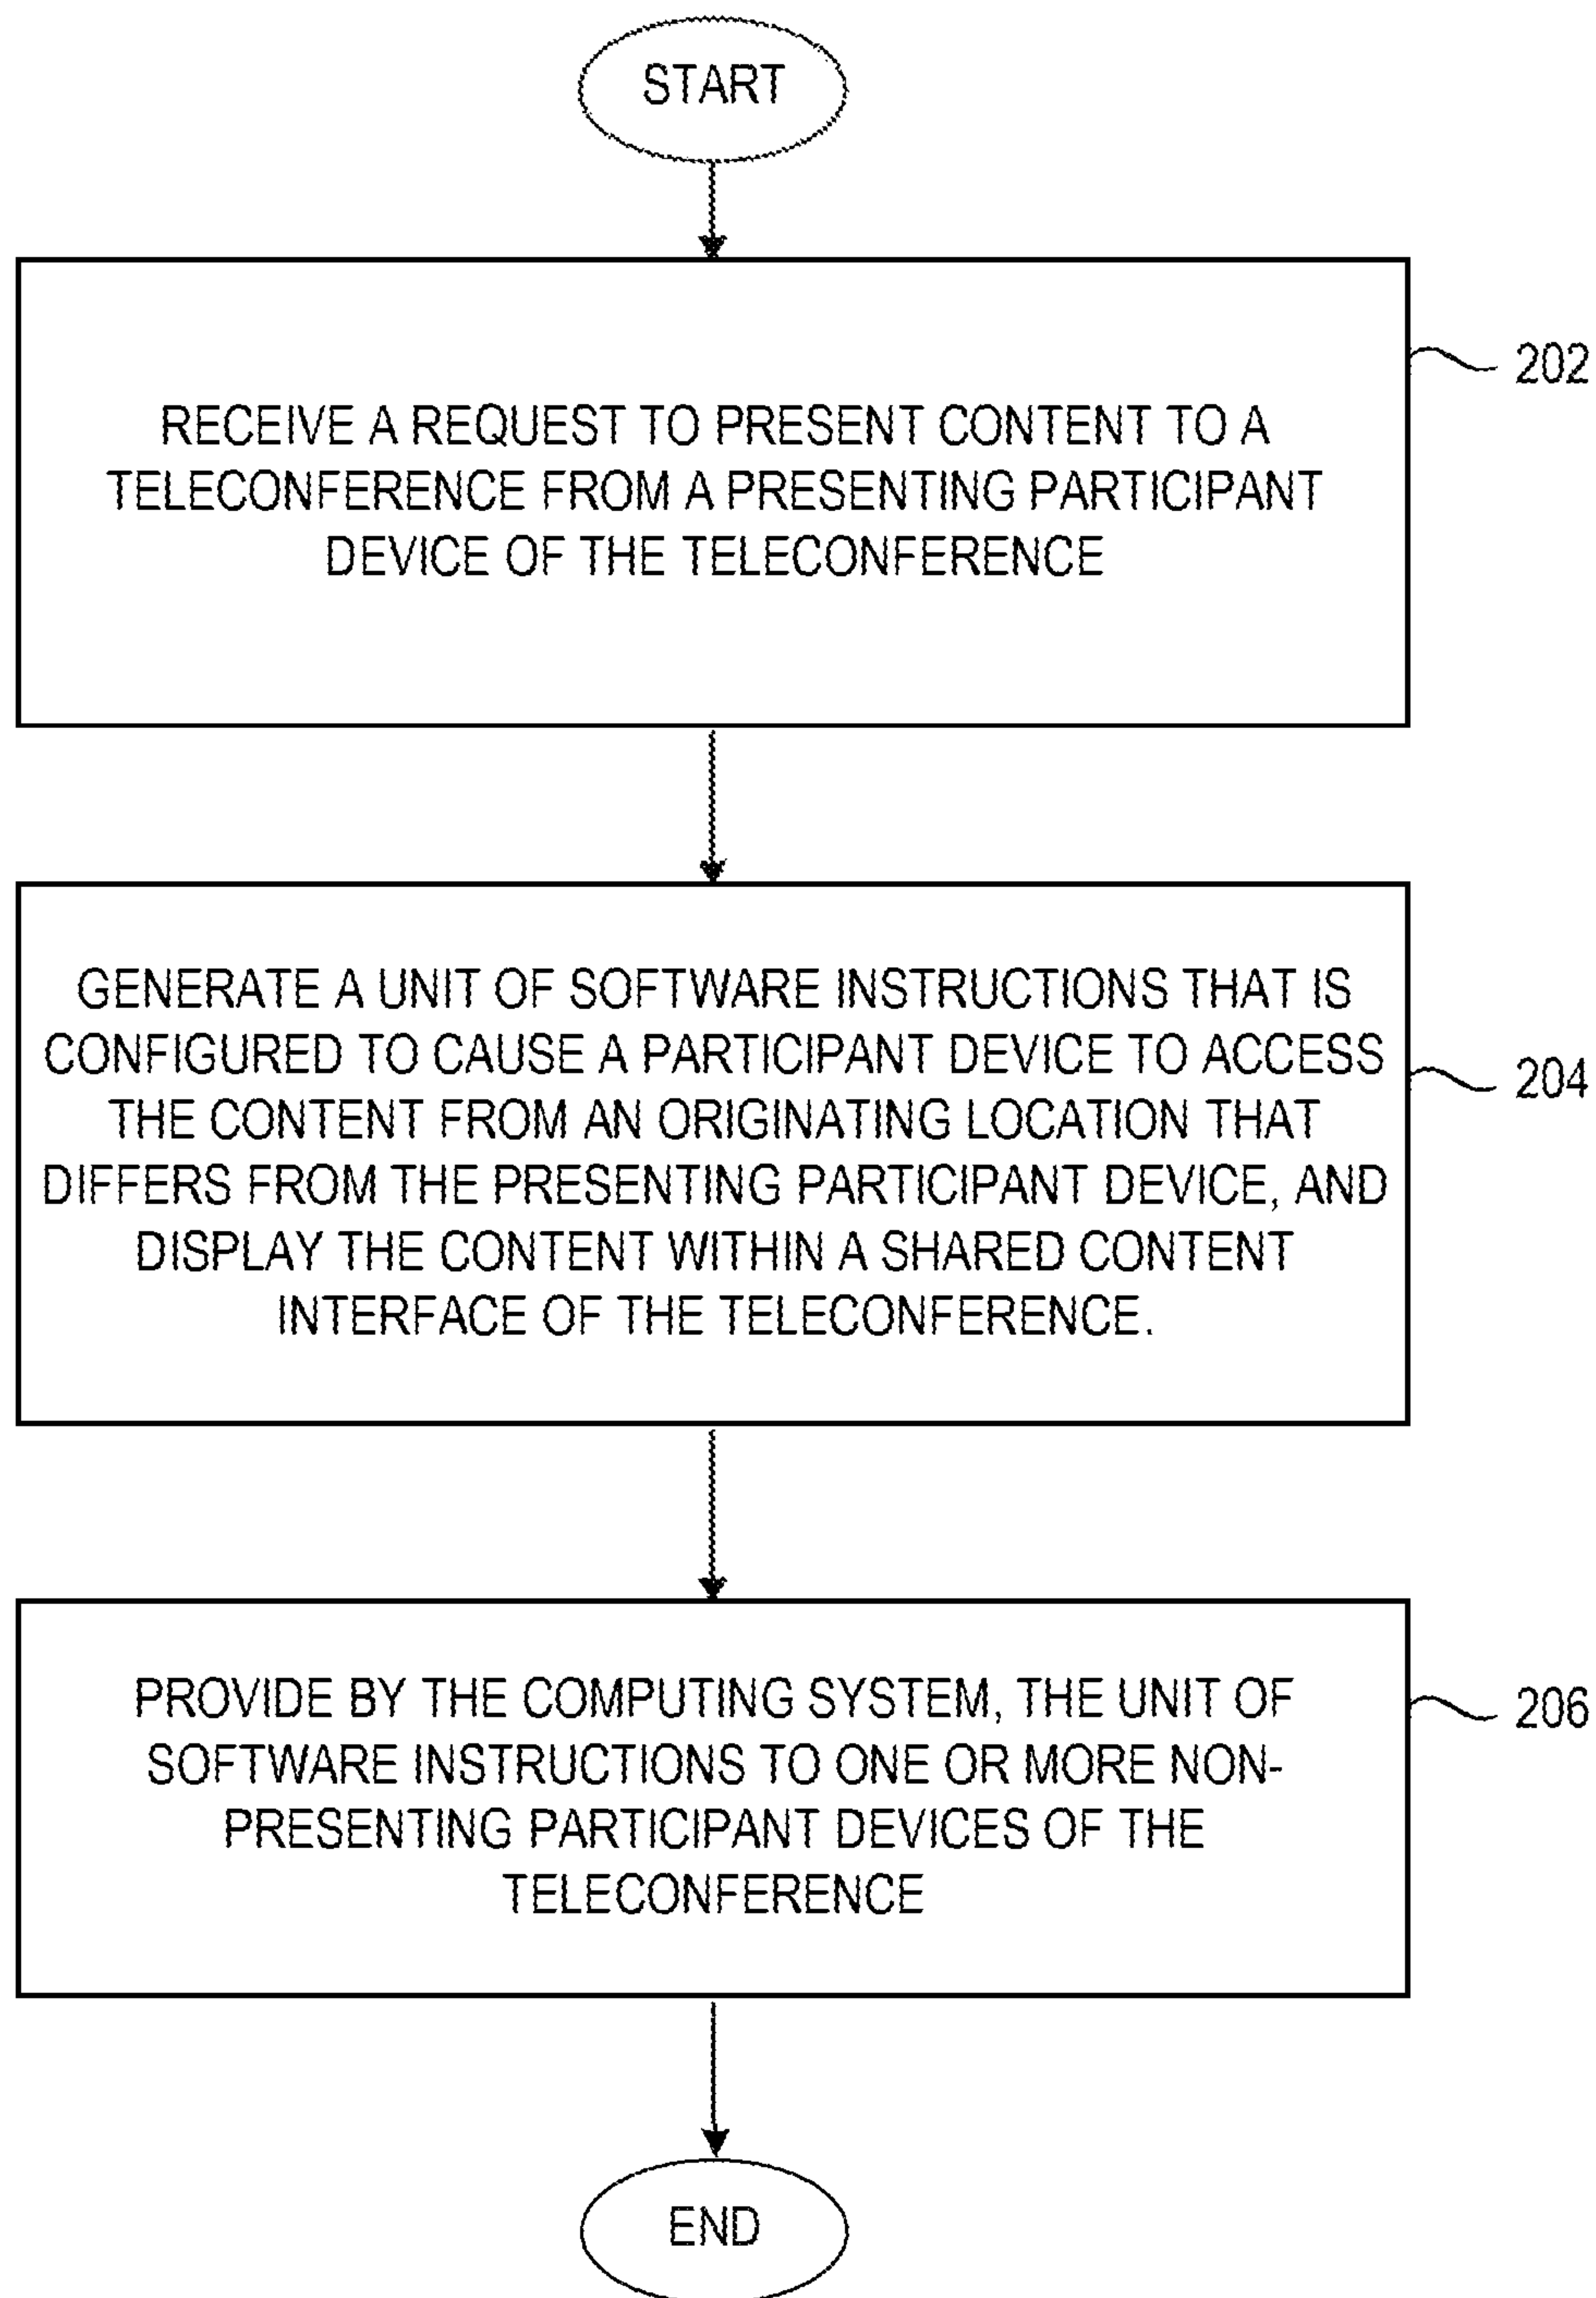 START
RECEIVE A REQUEST TO PRESENT CONTENT TO A
TELECONFERENCE FROM A PRESENTING PARTICIPANT
DEVICE OF THE TELECONFERENCE
202
GENERATE A UNIT OF SOFTWARE INSTRUCTIONS THAT IS
CONFIGURED TO CAUSE A PARTICIPANT DEVICE TO ACCESS
THE CONTENT FROM AN ORIGINATING LOCATION THAT
DIFFERS FROM THE PRESENTING PARTICIPANT DEVICE, AND
DISPLAY THE CONTENT WITHIN A SHARED CONTENT
INTERFACE OF THE TELECONFERENCE.
204
PROVIDE BY THE COMPUTING SYSTEM, THE UNIT OF
SOFTWARE INSTRUCTIONS TO ONE OR MORE NON-
PRESENTING PARTICIPANT DEVICES OF THE
TELECONFERENCE
206
END